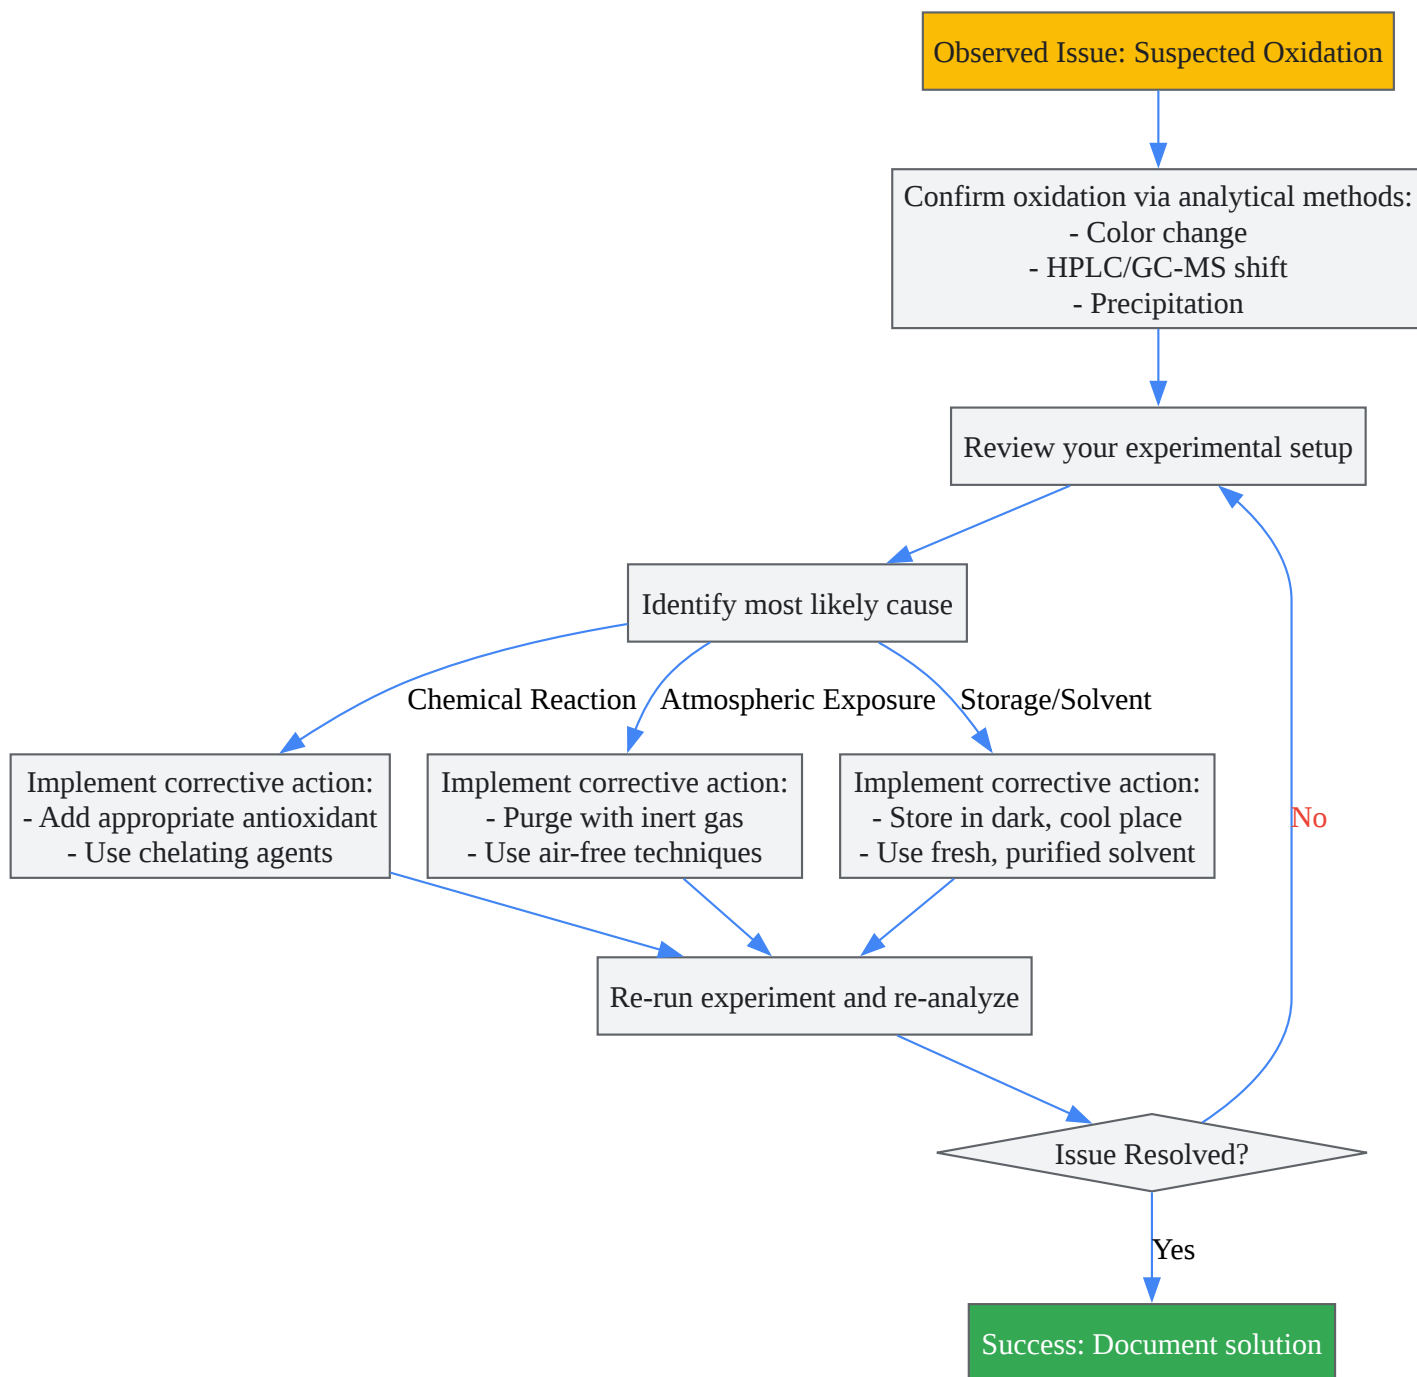 Observed Issue: Suspected Oxidation
Confirm oxidation via analytical methods:
- Color change
- HPLC/GC-MS shift
- Precipitation
Review your experimental setup
Identify most likely cause
Chemical Reaction
Atmospheric Exposure
Storage/Solvent
Implement corrective action:
- Add appropriate antioxidant
- Use chelating agents
Implement corrective action:
- Purge with inert gas
- Use air-free techniques
Implement corrective action:
- Store in dark, cool place
- Use fresh, purified solvent
No
Re-run experiment and re-analyze
Issue Resolved?
Yes
Success: Document solution